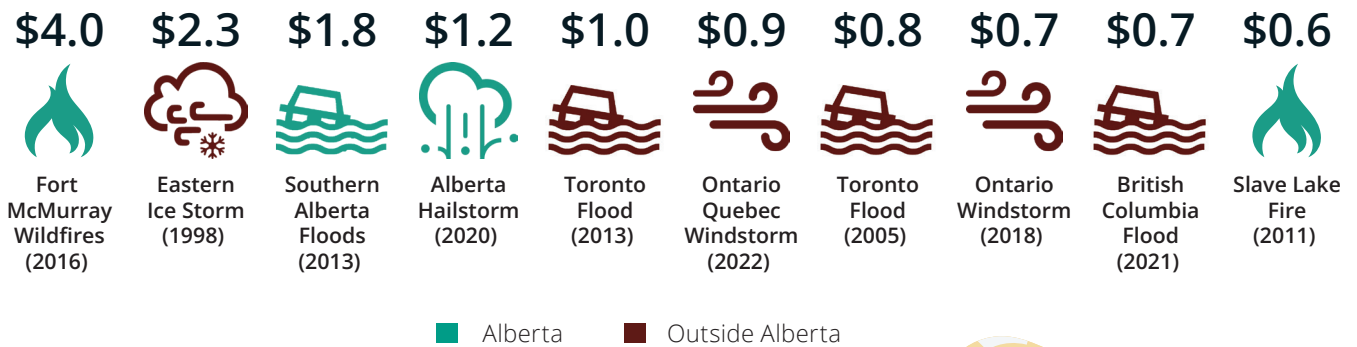 $4.0 $2.3 $1.8 $1.2 $1.0 $0.9 $0.8 $0.7 $0.7 $0.6
Fort
McMurray
Wildfires
(2016)
Eastern
Ice Storm
(1998)
Southern
Alberta
Floods
(2013)
Alberta
Hailstorm
(2020)
Toronto
Flood
(2013)
Ontario
Quebec
Windstorm
(2022)
Toronto
Flood
(2005)
Ontario
Windstorm
(2018)
British
Columbia
Flood
(2021)
Slave Lake
Fire
(2011)
Alberta Outside Alberta